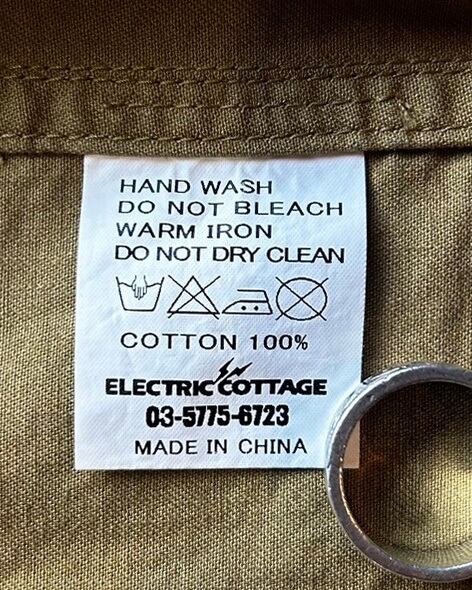 HAND WASH
DO NOT BLEACH
WARM IRON
DO NOT DRY CLEAN
COTTON 100%
ELECTRIC COTTAGE
03-5775-6723
MADE IN CHINA